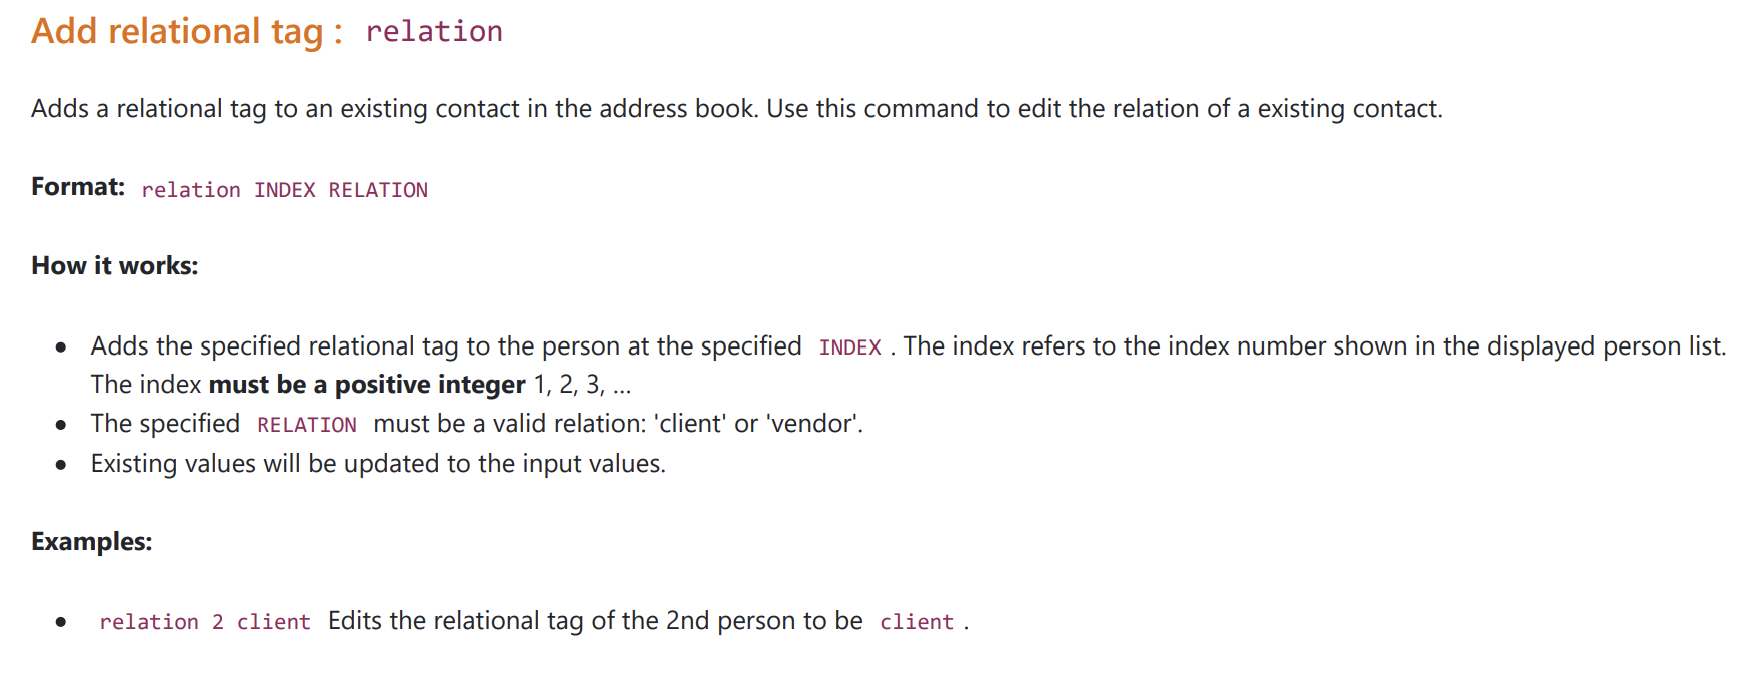 Add relational tag : relation
Adds a relational tag to an existing contact in the address book. Use this command to edit the relation of a existing contact.
Format: relation INDEX RELATION
How it works:
• Adds the specified relational tag to the person at the specified INDEX . The index refers to the index number shown in the displayed person list.
The index must be a positive integer 1, 2, 3, …
• The specified RELATION must be a valid relation: 'client' or 'vendor'.
• Existing values will be updated to the input values.
Examples:
• relation 2 client Edits the relational tag of the 2nd person to be client .